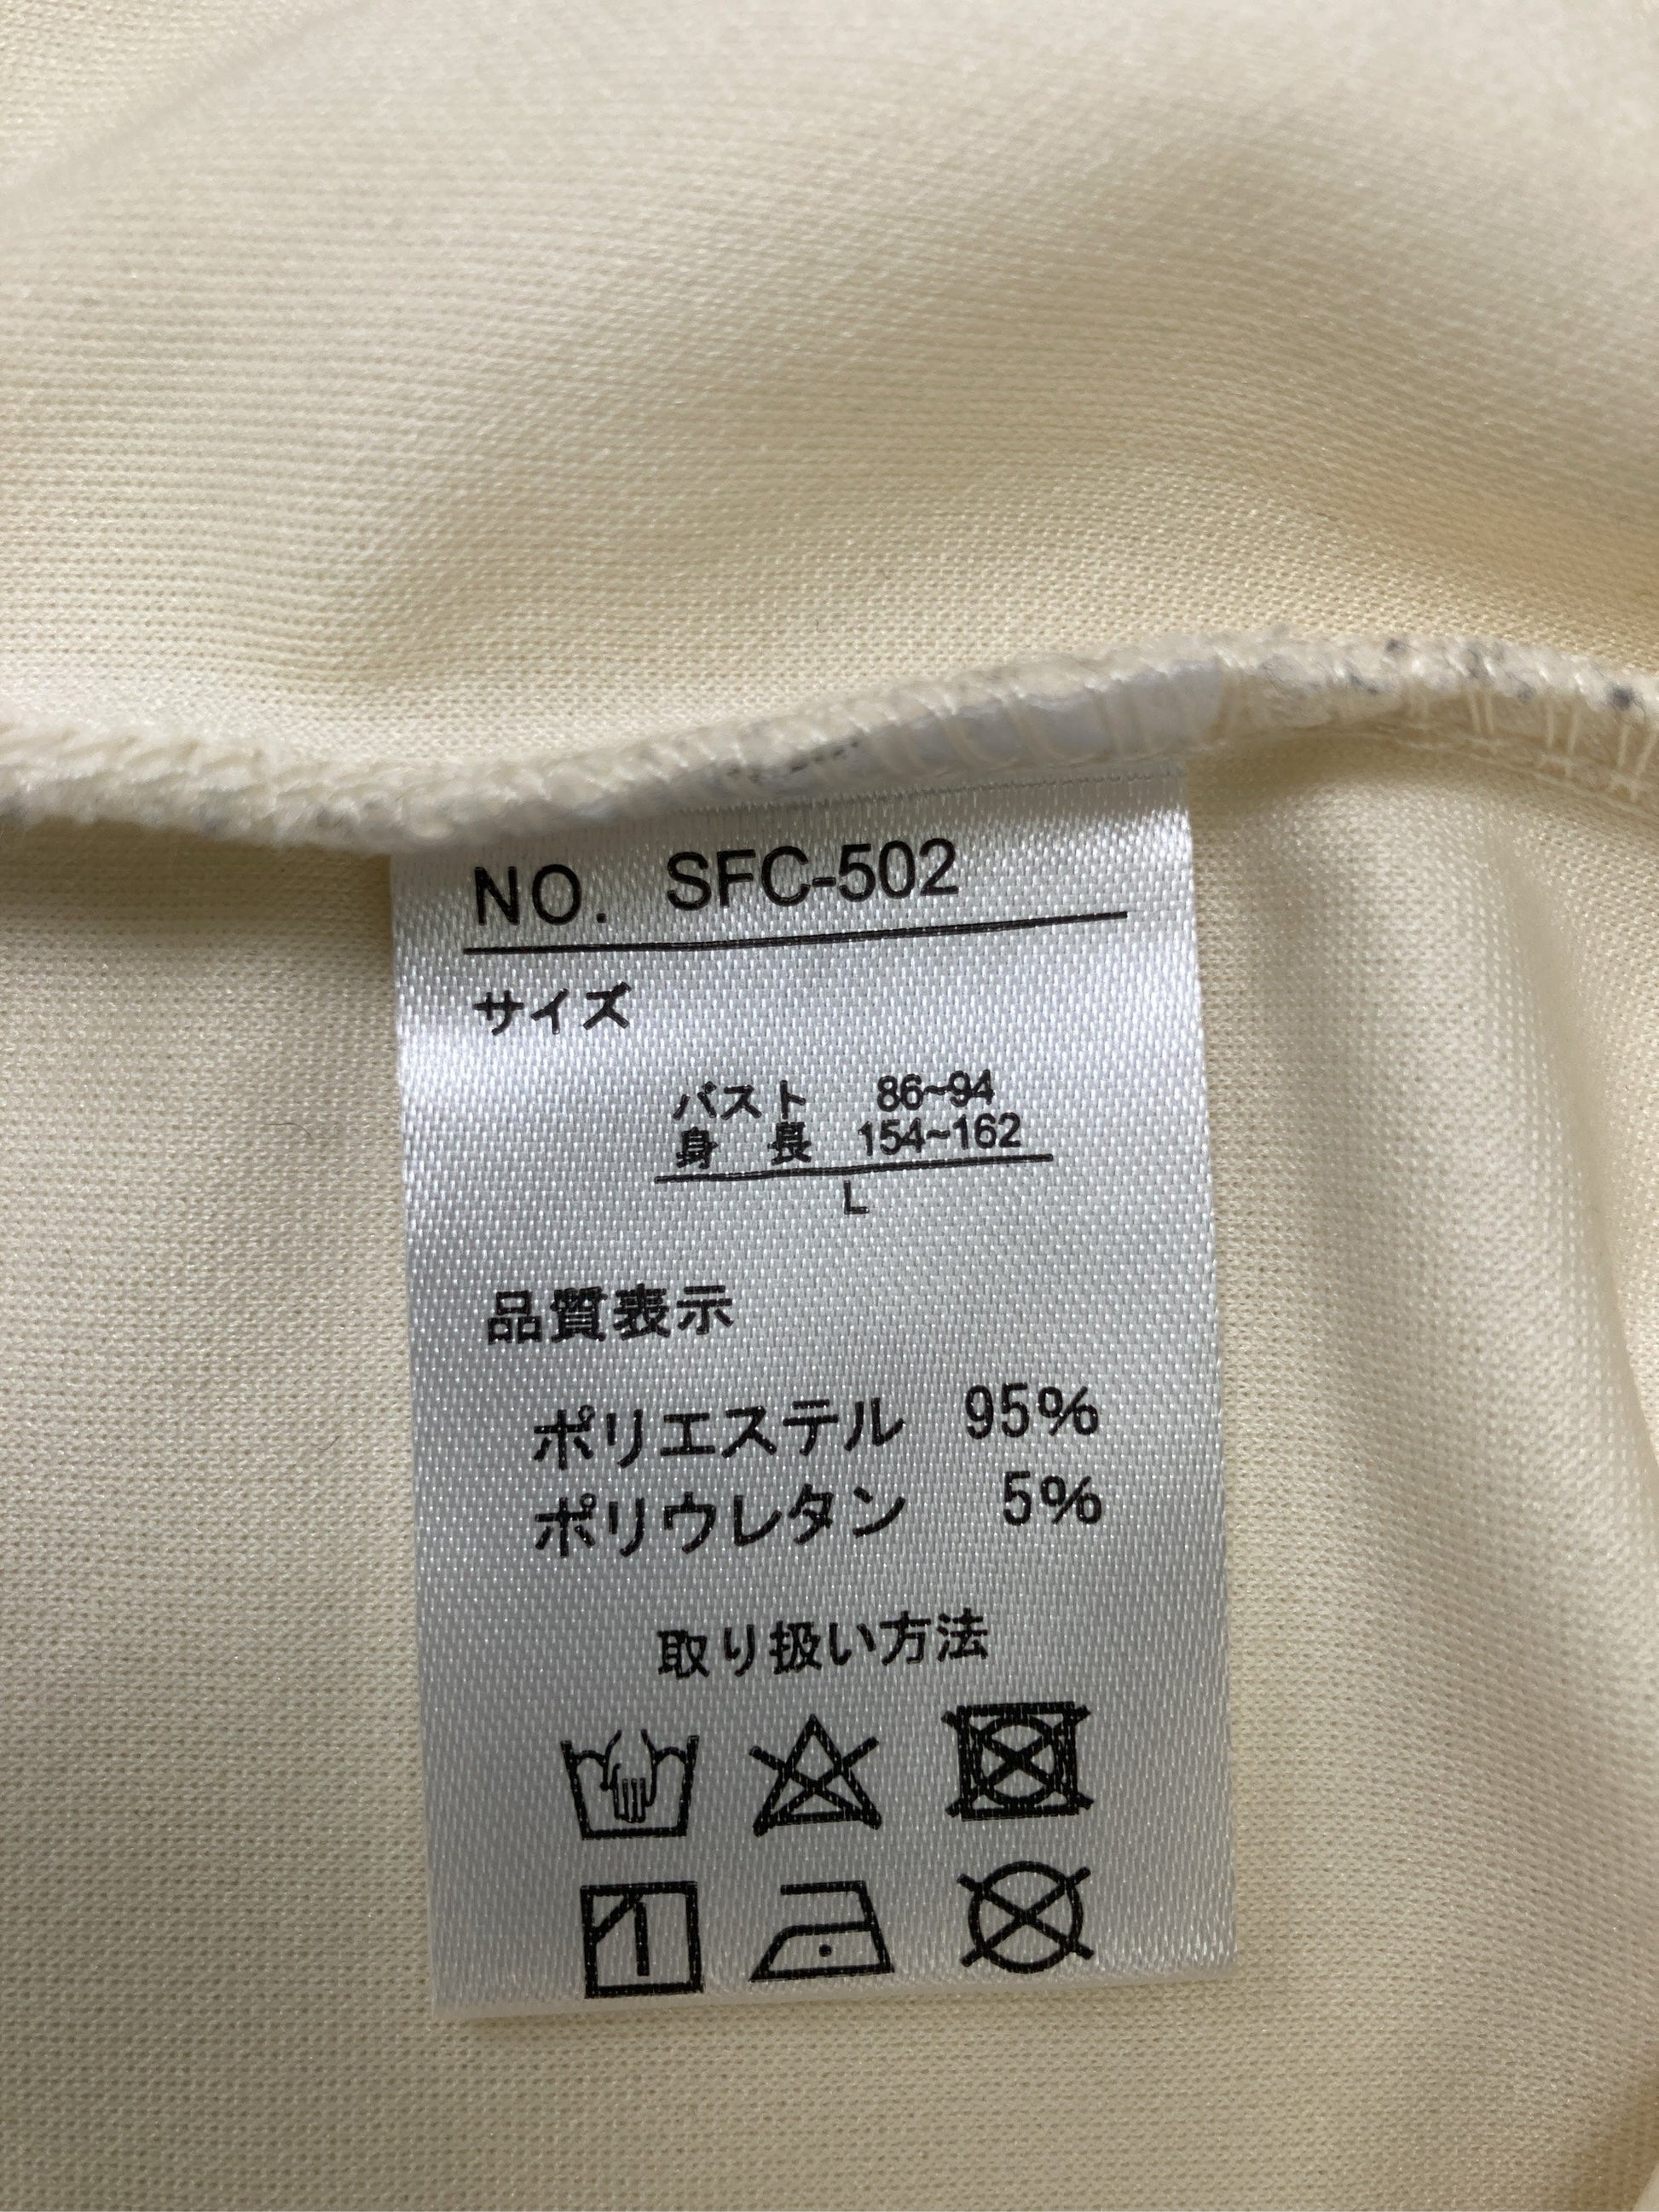 NO. SFC-502
サイズ
バスト 86~94
身 長 154~162
L
品質表示
ポリエステル 95%
ポリウレタン 5%
取り扱い方法